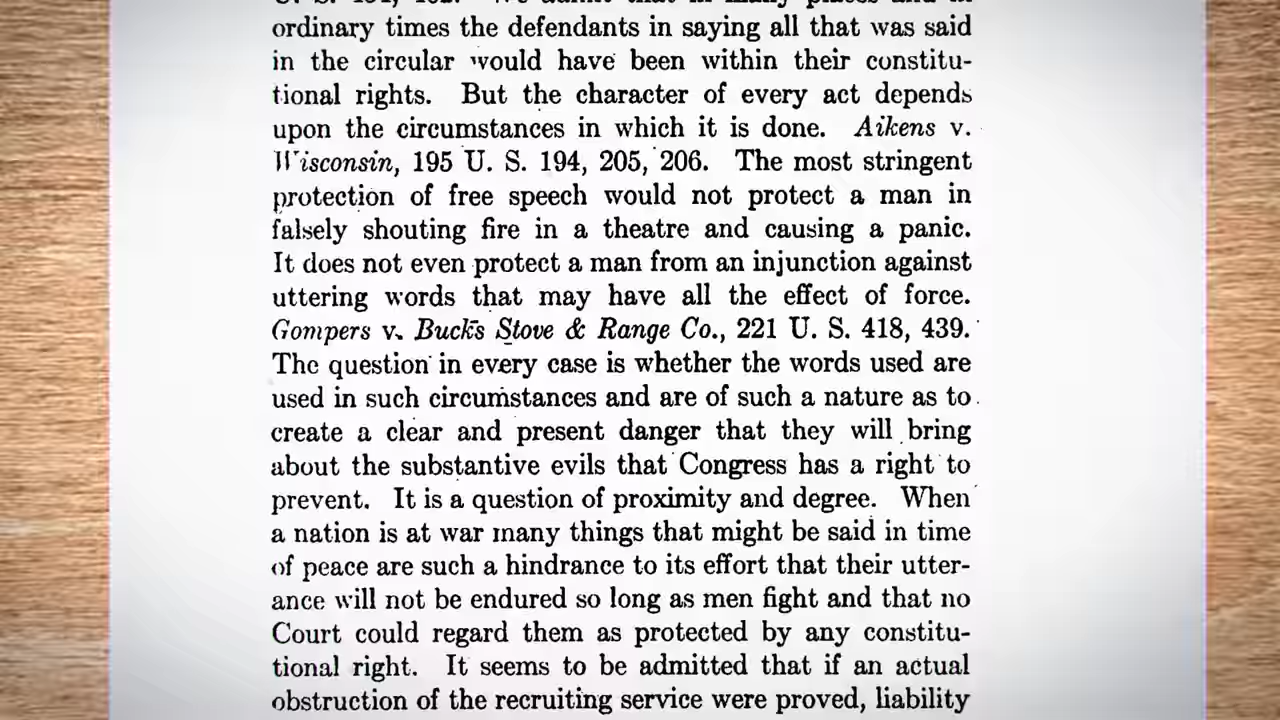 ordinary times the defendants in saying all that was said
in the circular would have been within their constitu-
tional rights. But the character of every act depends
upon the circumstances in which it is done. Aikens v.
Wisconsin, 195 U. S. 194, 205, 206. The most stringent
protection of free speech would not protect a man in
falsely shouting fire in a theatre and causing a panic.
It does not even protect a man from an injunction against
uttering words that may have all the effect of force.
Gompers v. Buck's Stove & Range Co., 221 U. S. 418, 439.
The question in every case is whether the words used are
used in such circumstances and are of such a nature as to
create a clear and present danger that they will bring
about the substantive evils that Congress has a right to
prevent. It is a question of proximity and degree. When
a nation is at war many things that might be said in time
of peace are such a hindrance to its effort that their utter-
ance will not be endured so long as men fight and that no
Court could regard them as protected by any constitu-
tional right. It seems to be admitted that if an actual
obstruction of the recruiting service were proved, liability